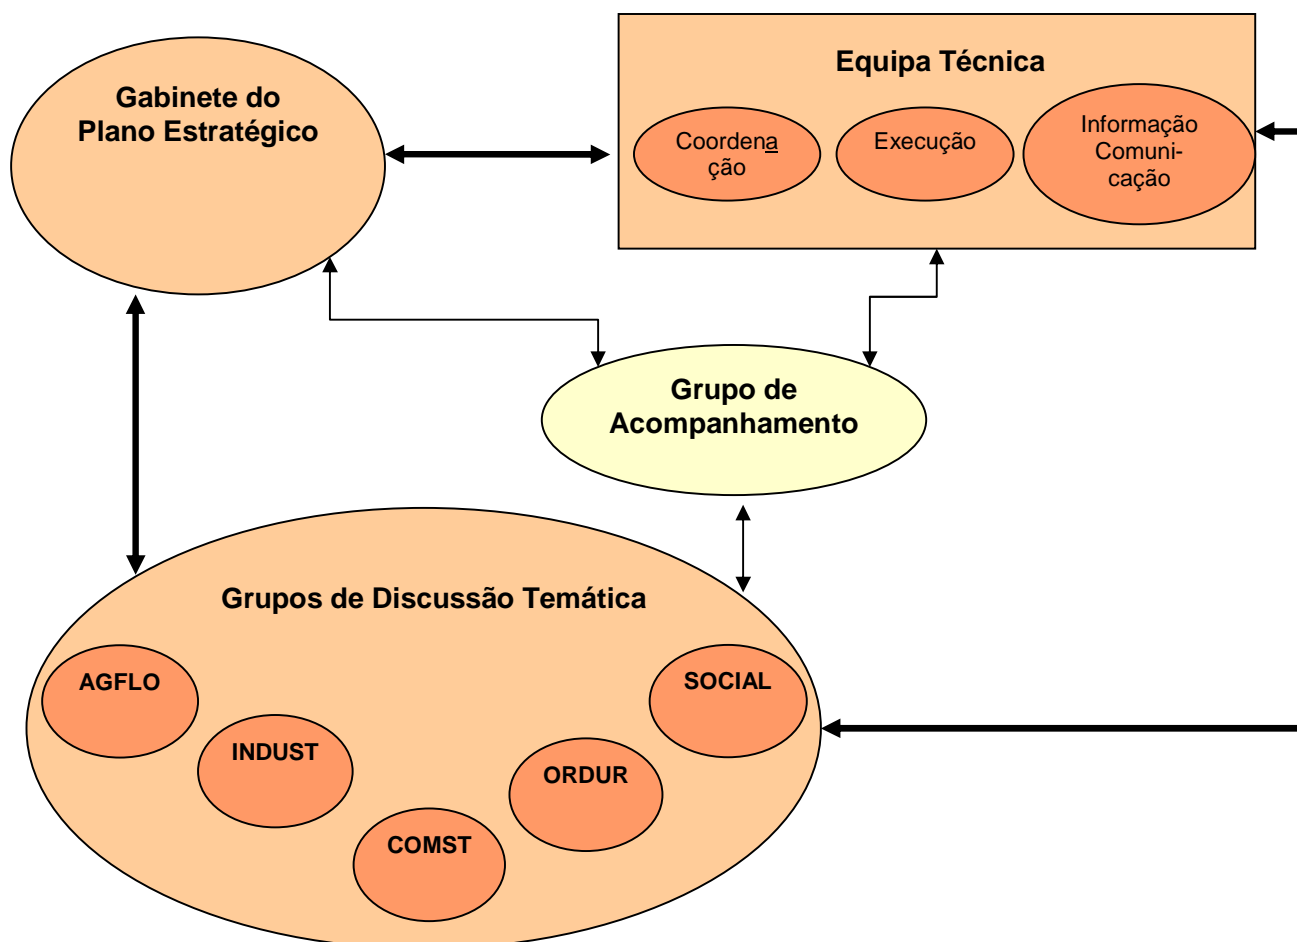 Gabinete do
Plano Estratégico
Equipa Técnica
Coordena
ção
Execução
Informação
Comuni-
cação
Grupo de
Acompanhamento
Grupos de Discussão Temática
AGFLO
INDUST
COMST
ORDUR
SOCIAL